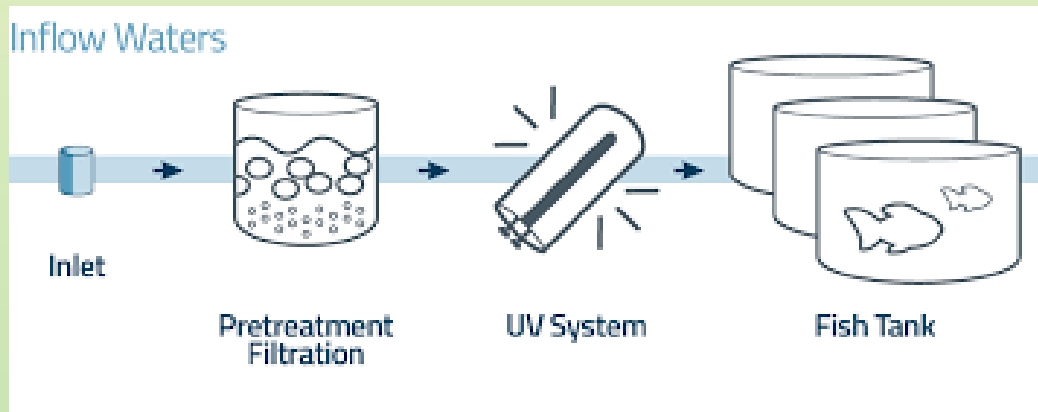 Inflow Waters
Inlet
Pretreatment
Filtration
UV System
Fish Tank